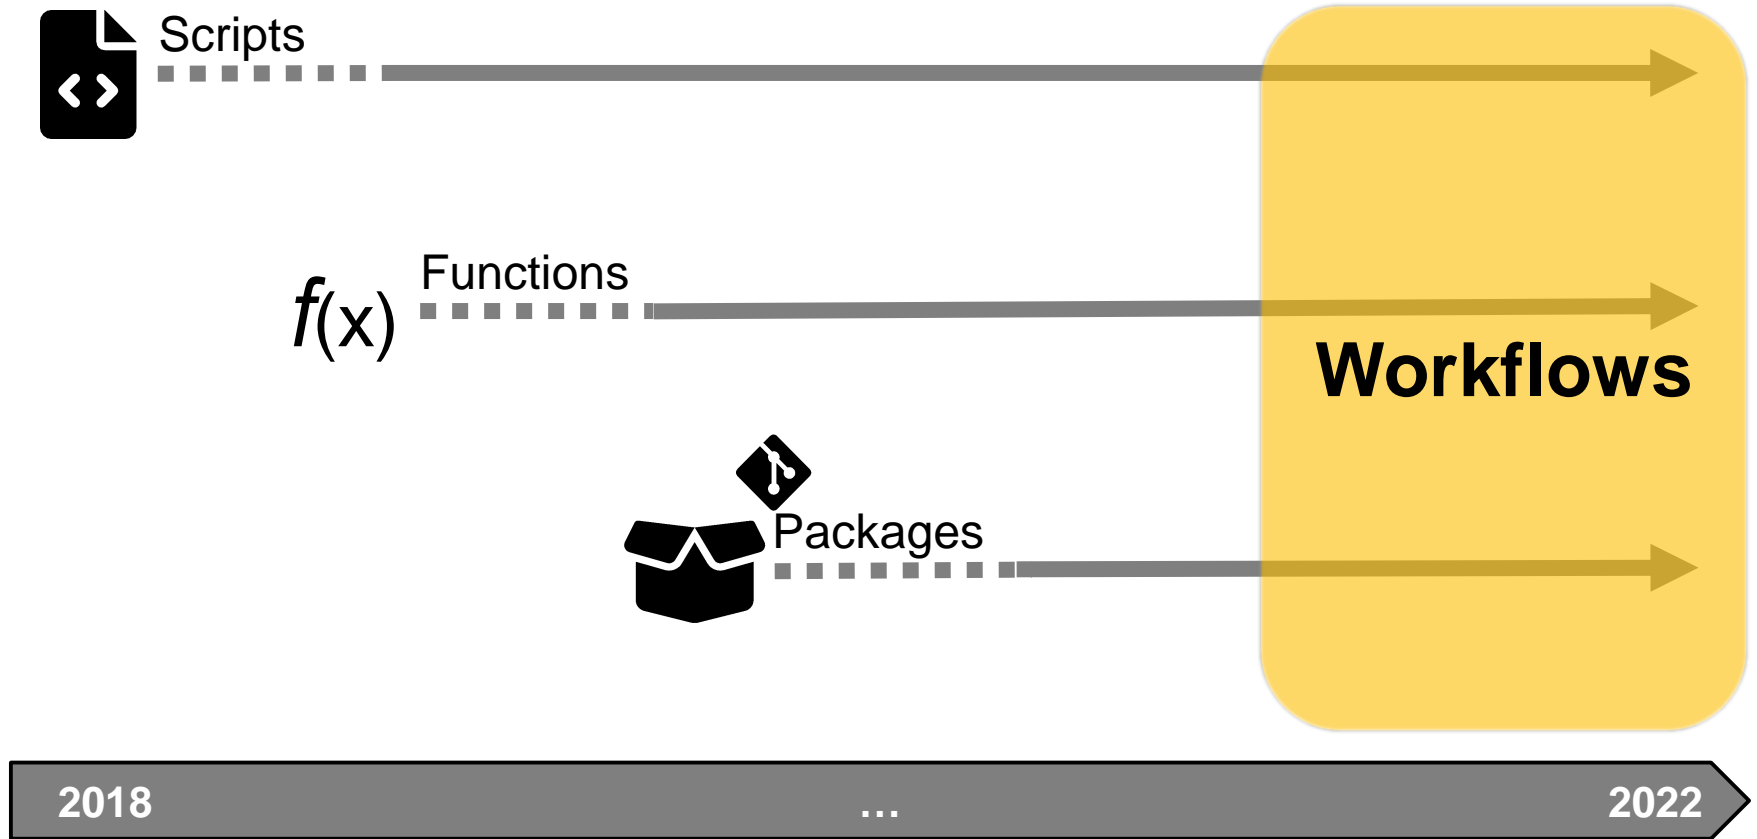 Scripts
< >
Functions
f(x)
Workflows
Packages
2018
...
2022